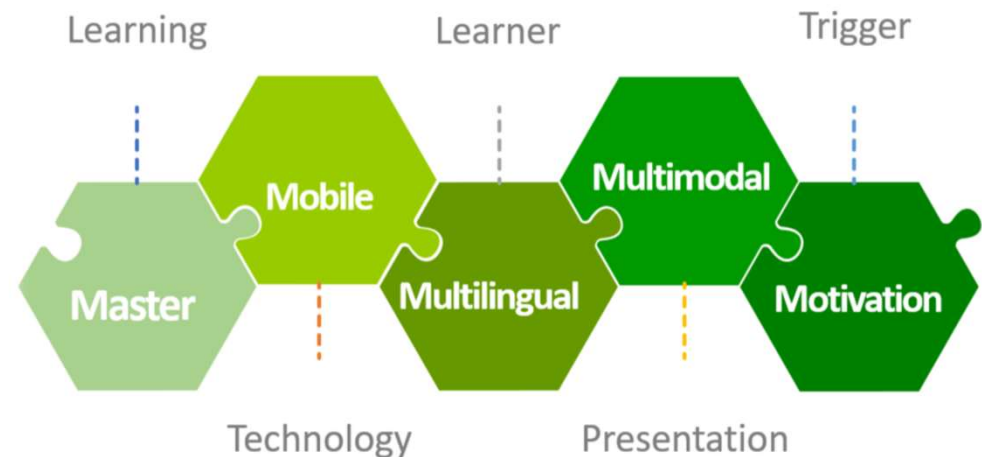 Learning
Learner
Trigger
Mobile
Multimodal
Master
Multilingual
Motivation
Technology
Presentation